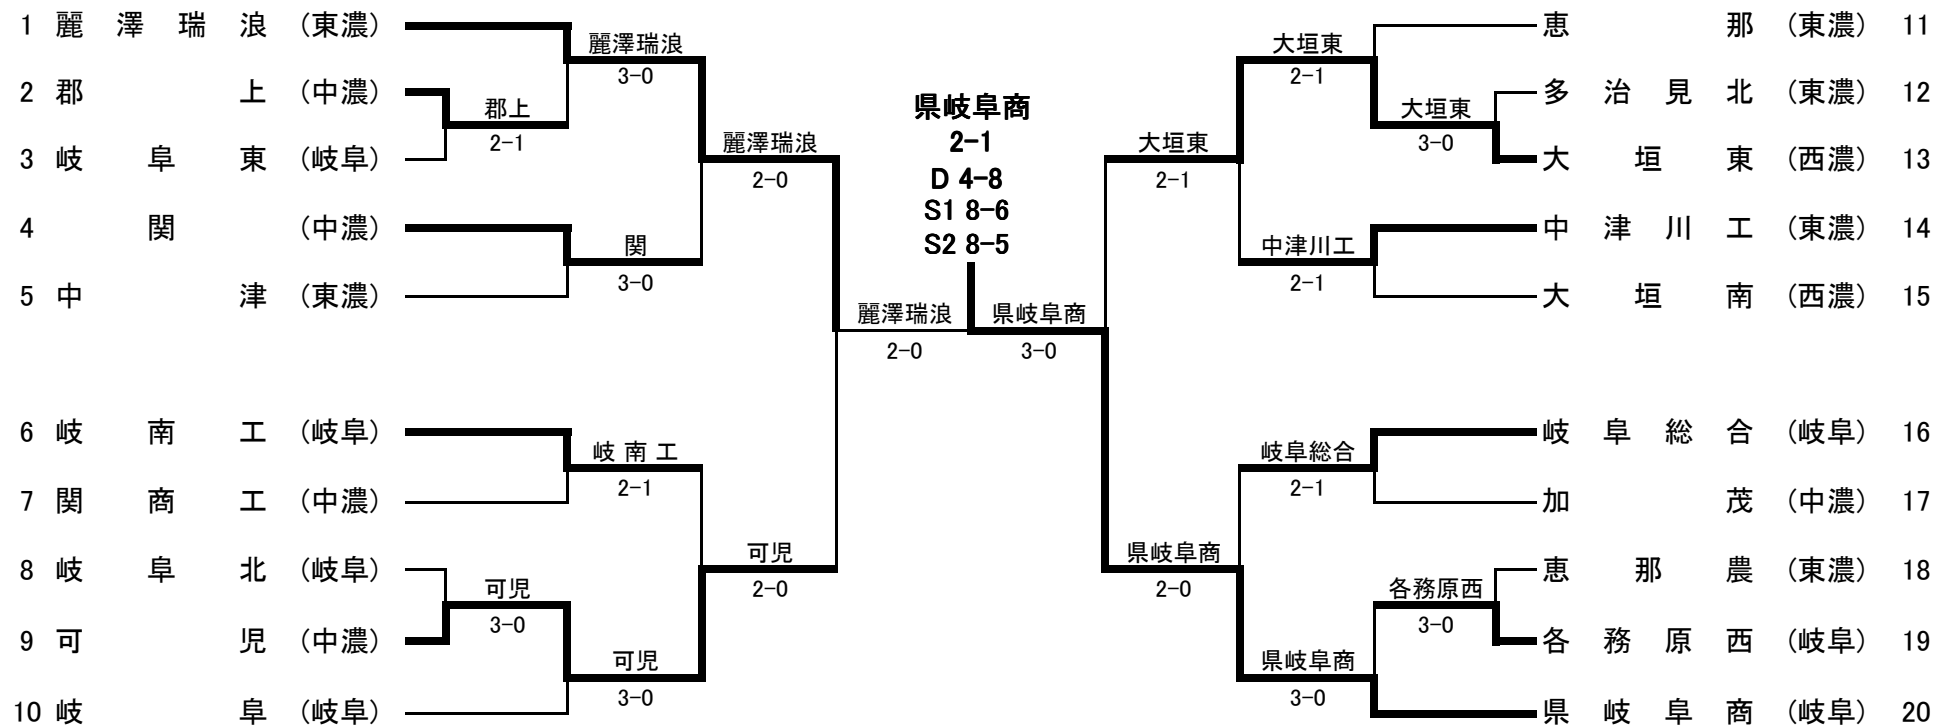 1 麗澤瑞浪 (東濃)
2 郡上 (中濃)
3 岐阜東 (岐阜)
4 関 (中濃)
5 中津 (東濃)
6 岐南工 (岐阜)
7 関商工 (中濃)
8 岐阜北 (岐阜)
9 可児 (中濃)
10 岐阜 (岐阜)
郡上
2-1
可児
3-0
麗澤瑞浪
3-0
関
3-0
岐南工
2-1
可児
3-0
麗澤瑞浪
2-0
可児
2-0
麗澤瑞浪
2-0
県岐阜商
2-1
D 4-8
S1 8-6
S2 8-5
県岐阜商
3-0
大垣東
2-1
県岐阜商
2-0
大垣東
2-1
中津川工
2-1
岐阜総合
2-1
県岐阜商
3-0
大垣東
3-0
各務原西
3-0
恵那 (東濃) 11
多治見北 (東濃) 12
大垣東 (西濃) 13
中津川工 (東濃) 14
大垣南 (西濃) 15
岐阜総合 (岐阜) 16
加茂 (中濃) 17
恵那農 (東濃) 18
各務原西 (岐阜) 19
県岐阜商 (岐阜) 20